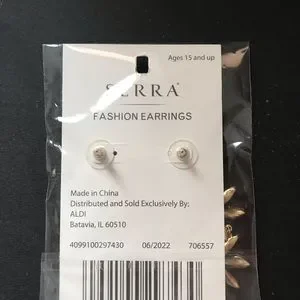 Ages 15 and up
SERRA
FASHION EARRINGS
Made in China
Distributed and Sold Exclusively By:
ALDI
Batavia, IL 60510
4099100297430 06/2022 706557